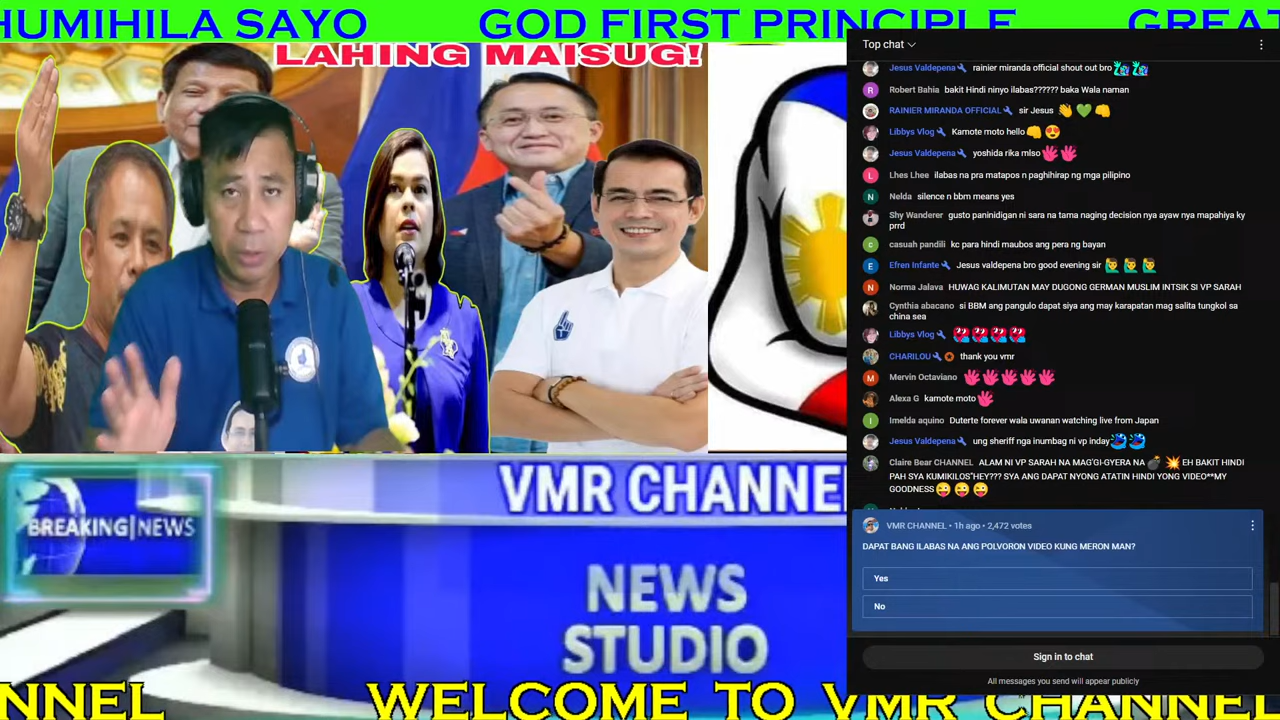 HUMIHILA SAYO GOD FIRST PRINCIPLE GREAT
LAHING MAISUG!
BREAKING|NEWS
VMR CHANNE
NEWS
STUDIO
NNEL WELCOME TO VMR CHANNEL
Top chat
Jesus Valdepena rainier miranda official shout out bro
Robert Bahia bakit Hindi ninyo ilabas?????? baka Wala naman
RAINIER MIRANDA OFFICIAL sir Jesus 👋💚👊
Libbys Vlog Kamote moto hello👊😍
Jesus Valdepena yoshida rika mlso
Lhes Lhee ilabas na pra matapos n paghihirap ng mga pilipino
Nelda silence n bbm means yes
Shy Wanderer gusto paninidigan ni sara na tama naging decision nya ayaw nya mapahiya ky
prrd
casuah pandili kc para hindi maubos ang pera ng bayan
Efren Infante Jesus valdepena bro good evening sir 🙋‍♂️🙋‍♂️🙋‍♂️
Norma Jalava HUWAG KALIMUTAN MAY DUGONG GERMAN MUSLIM INTSIK SI VP SARAH
Cynthia abacano si BBM ang pangulo dapat siya ang may karapatan mag salita tungkol sa
china sea
Libbys Vlog
CHARILOU thank you vmr
Mervin Octaviano
Alexa G kamote moto
Imelda aquino Duterte forever wala uwanan watching live from Japan
Jesus Valdepena ung sheriff nga inumbag ni vp inday
Claire Bear CHANNEL ALAM NI VP SARAH NA MAG'GI-GYERA NA 💣 💥 EH BAKIT HINDI
PAH SYA KUMIKILOS"HEY??? SYA ANG DAPAT NYONG ATATIN HINDI YONG VIDEO**MY
GOODNESS😜😜😜
VMR CHANNEL • 1h ago • 2,472 votes
DAPAT BANG ILABAS NA ANG POLVORON VIDEO KUNG MERON MAN?
Yes
No
Sign in to chat
All messages you send will appear publicly